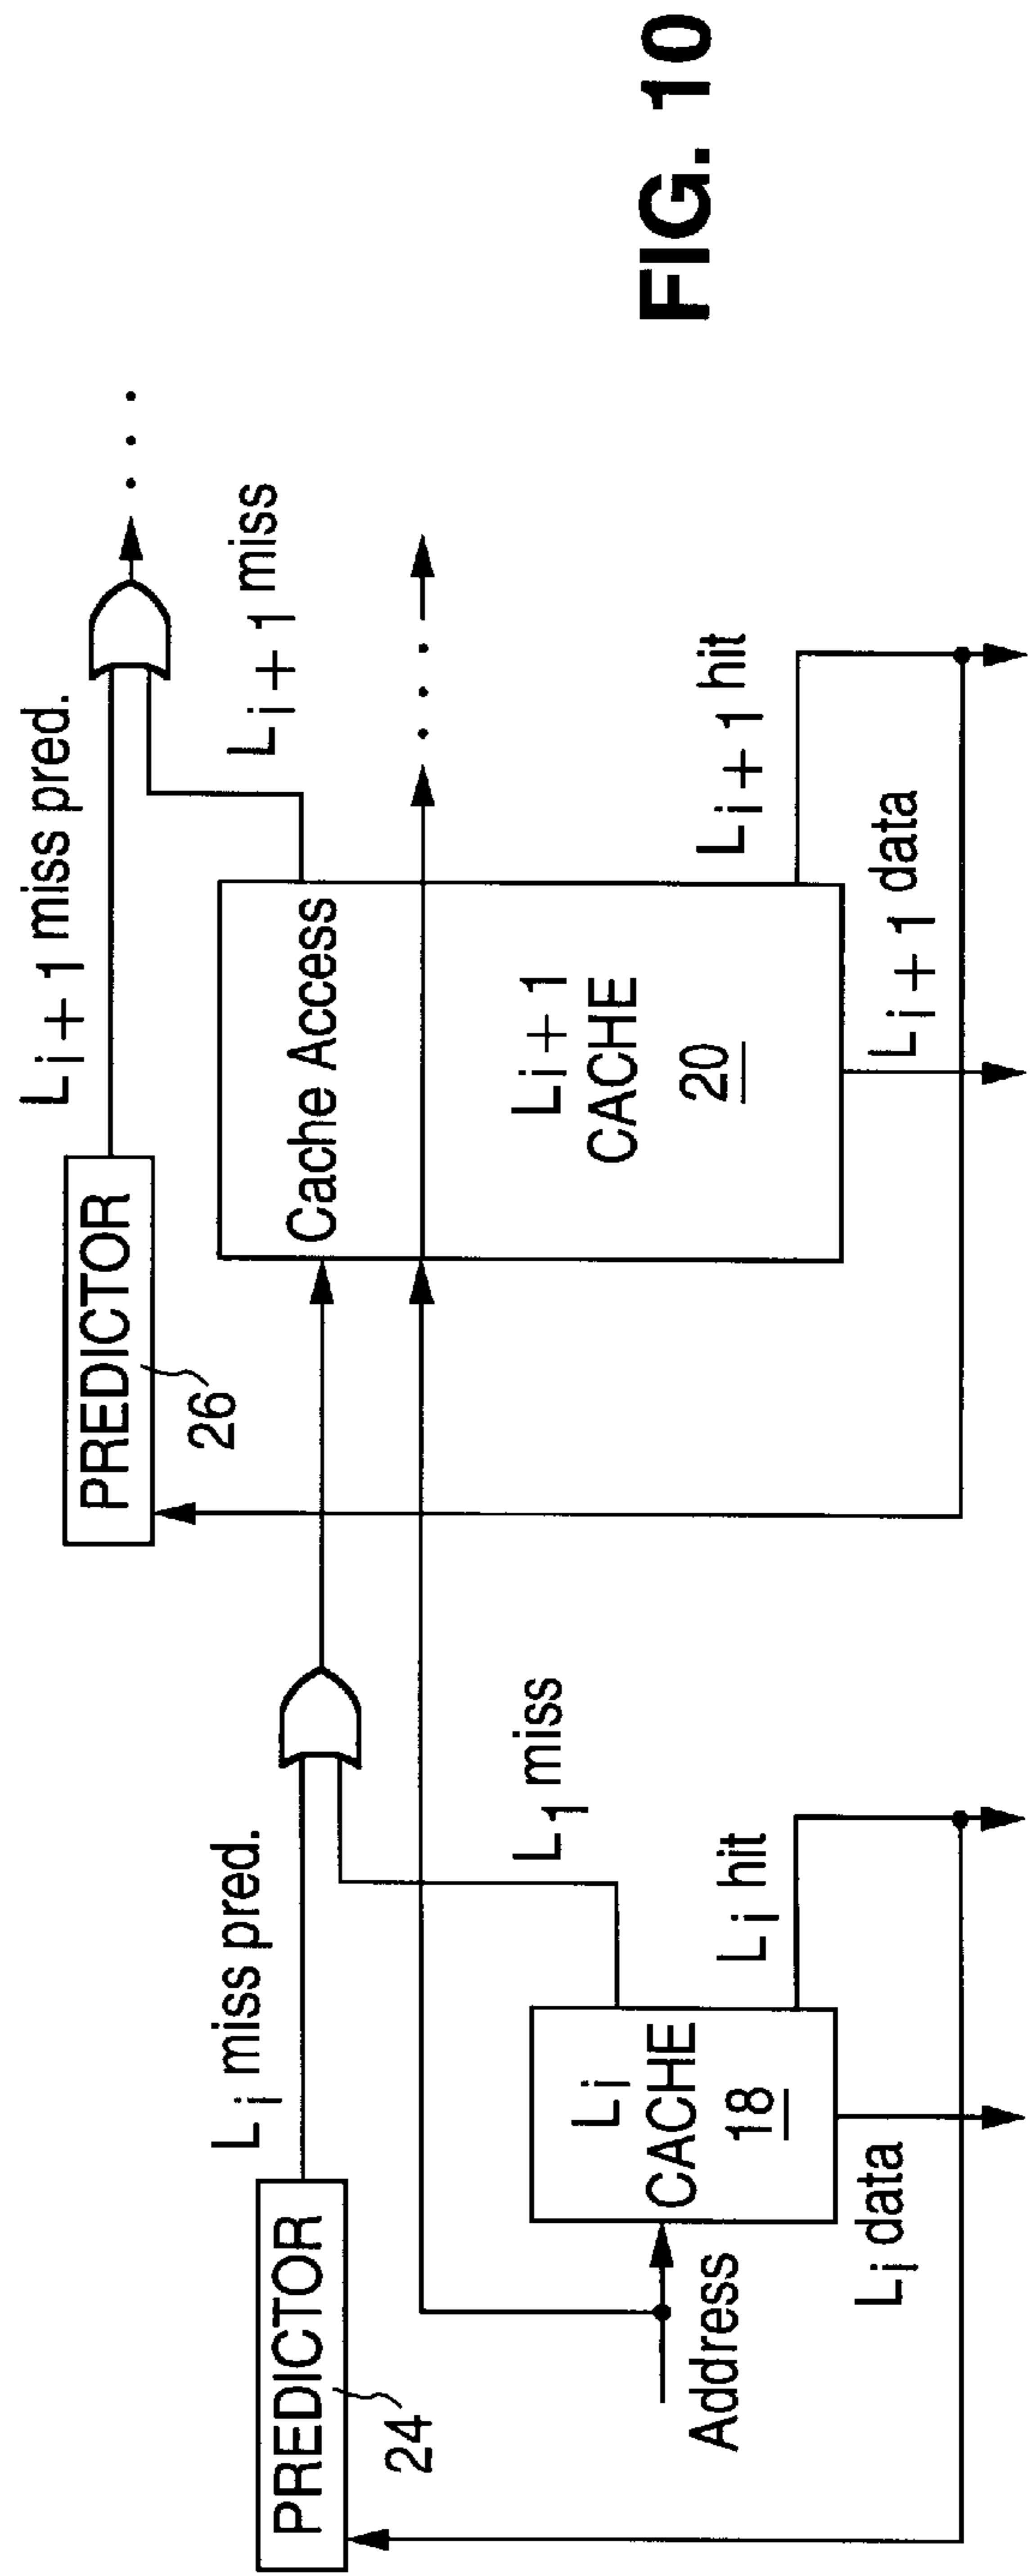 PREDICTOR
26
Li + 1 miss pred.
Li + 1 miss
PREDICTOR
24
Li miss pred.
Cache Access
Li + 1
CACHE
20
L1 miss
Li
CACHE
18
Address
Li hit
Li data
Li + 1 hit
Li + 1 data
FIG. 10